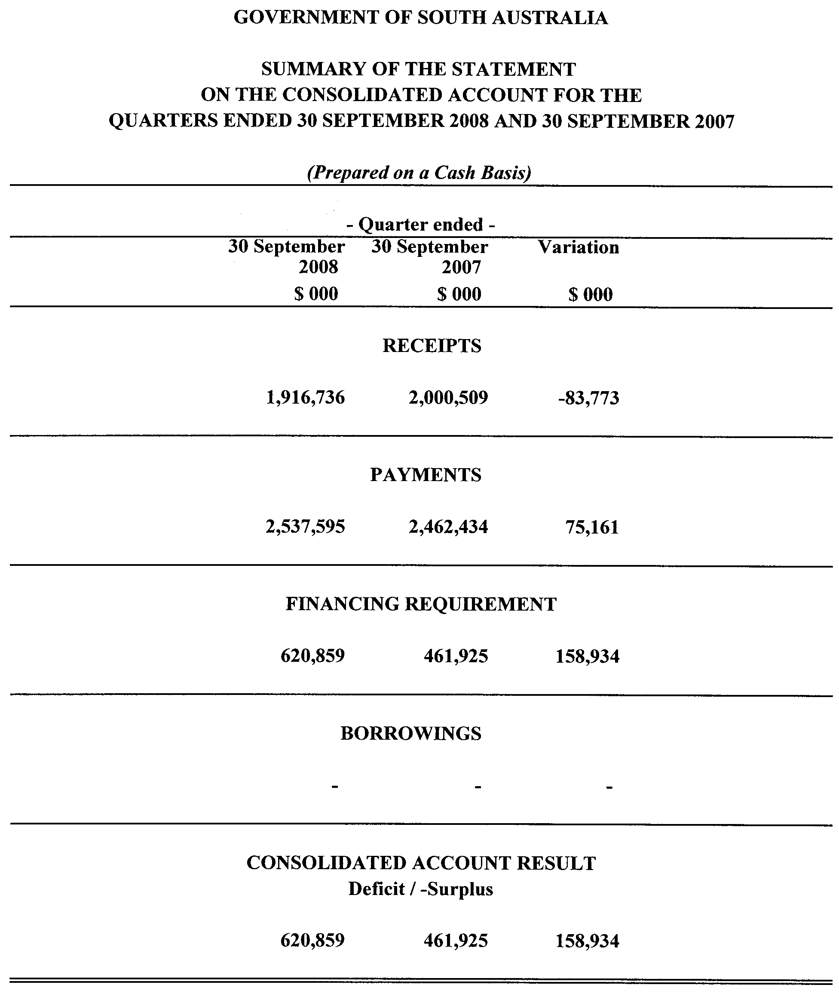 GOVERNMENT OF SOUTH AUSTRALIA
SUMMARY OF THE STATEMENT
ON THE CONSOLIDATED ACCOUNT FOR THE
QUARTERS ENDED 30 SEPTEMBER 2008 AND 30 SEPTEMBER 2007
(Prepared on a Cash Basis)
- Quarter ended -
30 September 30 September Variation
2008 2007
$ 000 $ 000 $ 000
RECEIPTS
1,916,736 2,000,509 -83,773
PAYMENTS
2,537,595 2,462,434 75,161
FINANCING REQUIREMENT
620,859 461,925 158,934
BORROWINGS
- - -
CONSOLIDATED ACCOUNT RESULT
Deficit / -Surplus
620,859 461,925 158,934